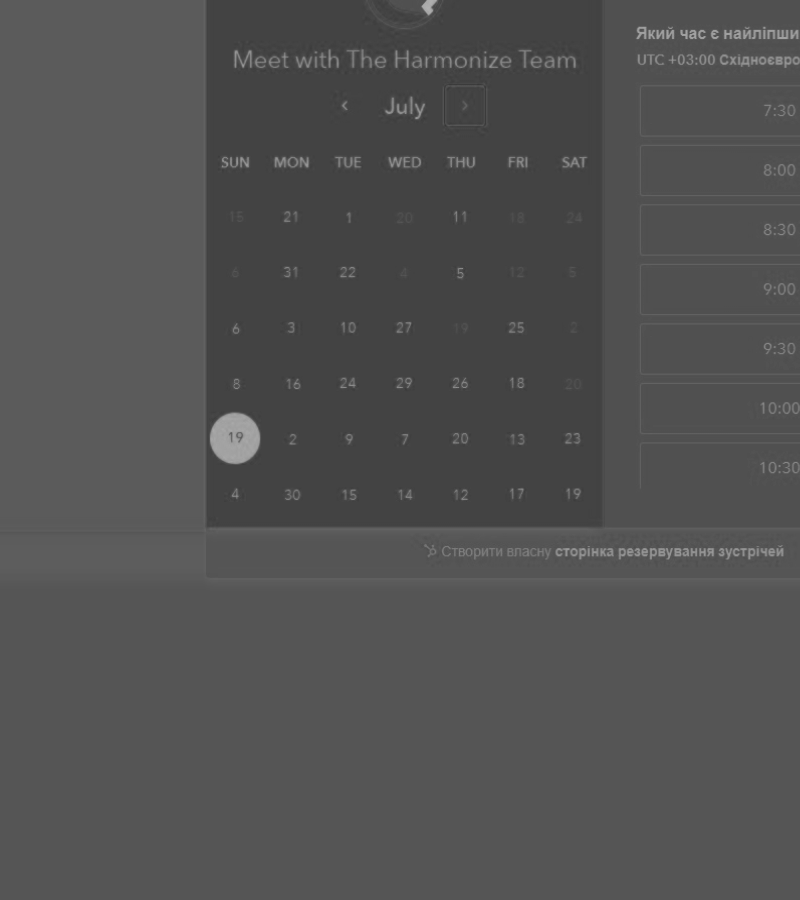 Meet with The Harmonize Team
‹ July ›
SUN MON TUE WED THU FRI SAT
15 21 1 20 11 18 24
6 31 22 4 5 12 5
6 3 10 27 19 25 2
8 16 24 29 26 18 20
19 2 9 7 20 13 23
4 30 15 14 12 17 19
Який час є найліпши
UTC +03:00 Східноєвро
7:30
8:00
8:30
9:00
9:30
10:00
10:30
Створити власну сторінка резервування зустрічей